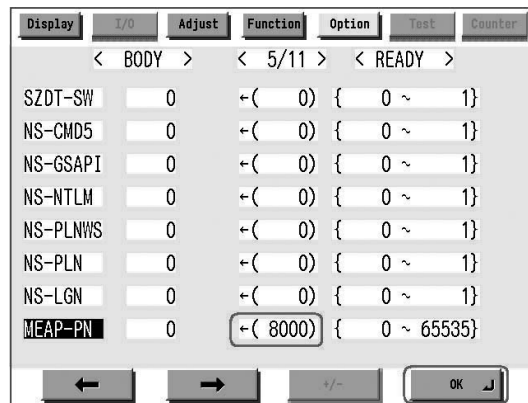 Display I/O Adjust Function Option Test Counter
< BODY > < 5/11 > < READY >
SZDT-SW 0 ←( 0) { 0 ~ 1}
NS-CMD5 0 ←( 0) { 0 ~ 1}
NS-GSAPI 0 ←( 0) { 0 ~ 1}
NS-NTLM 0 ←( 0) { 0 ~ 1}
NS-PLNWS 0 ←( 0) { 0 ~ 1}
NS-PLN 0 ←( 0) { 0 ~ 1}
NS-LGN 0 ←( 0) { 0 ~ 1}
MEAP-PN 0 ←( 8000) { 0 ~ 65535}
← → +/- OK ┘